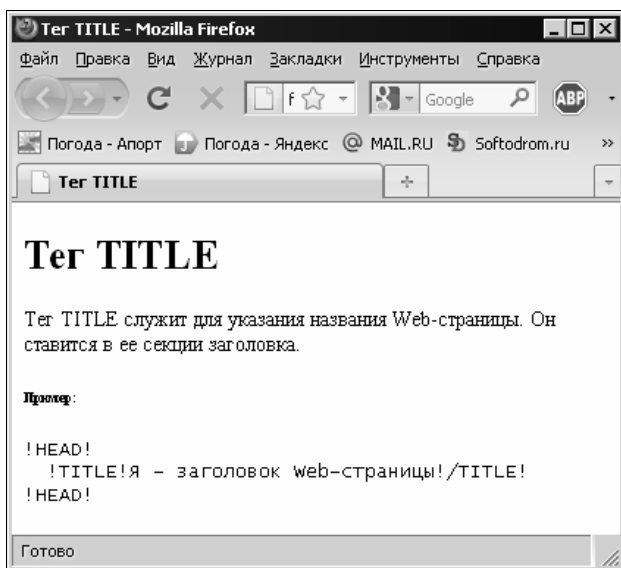 Тег TITLE - Mozilla Firefox
Файл Правка Вид Журнал Закладки Инструменты Справка
f Google ABP
Погода - Апорт Погода - Яндекс MAIL.RU Softodrom.ru »
Тег TITLE
Тег TITLE
Тег TITLE служит для указания названия Web-страницы. Он
ставится в ее секции заголовка.
Пример:
!HEAD!
!TITLE!Я – заголовок Web-страницы!/TITLE!
!HEAD!
Готово